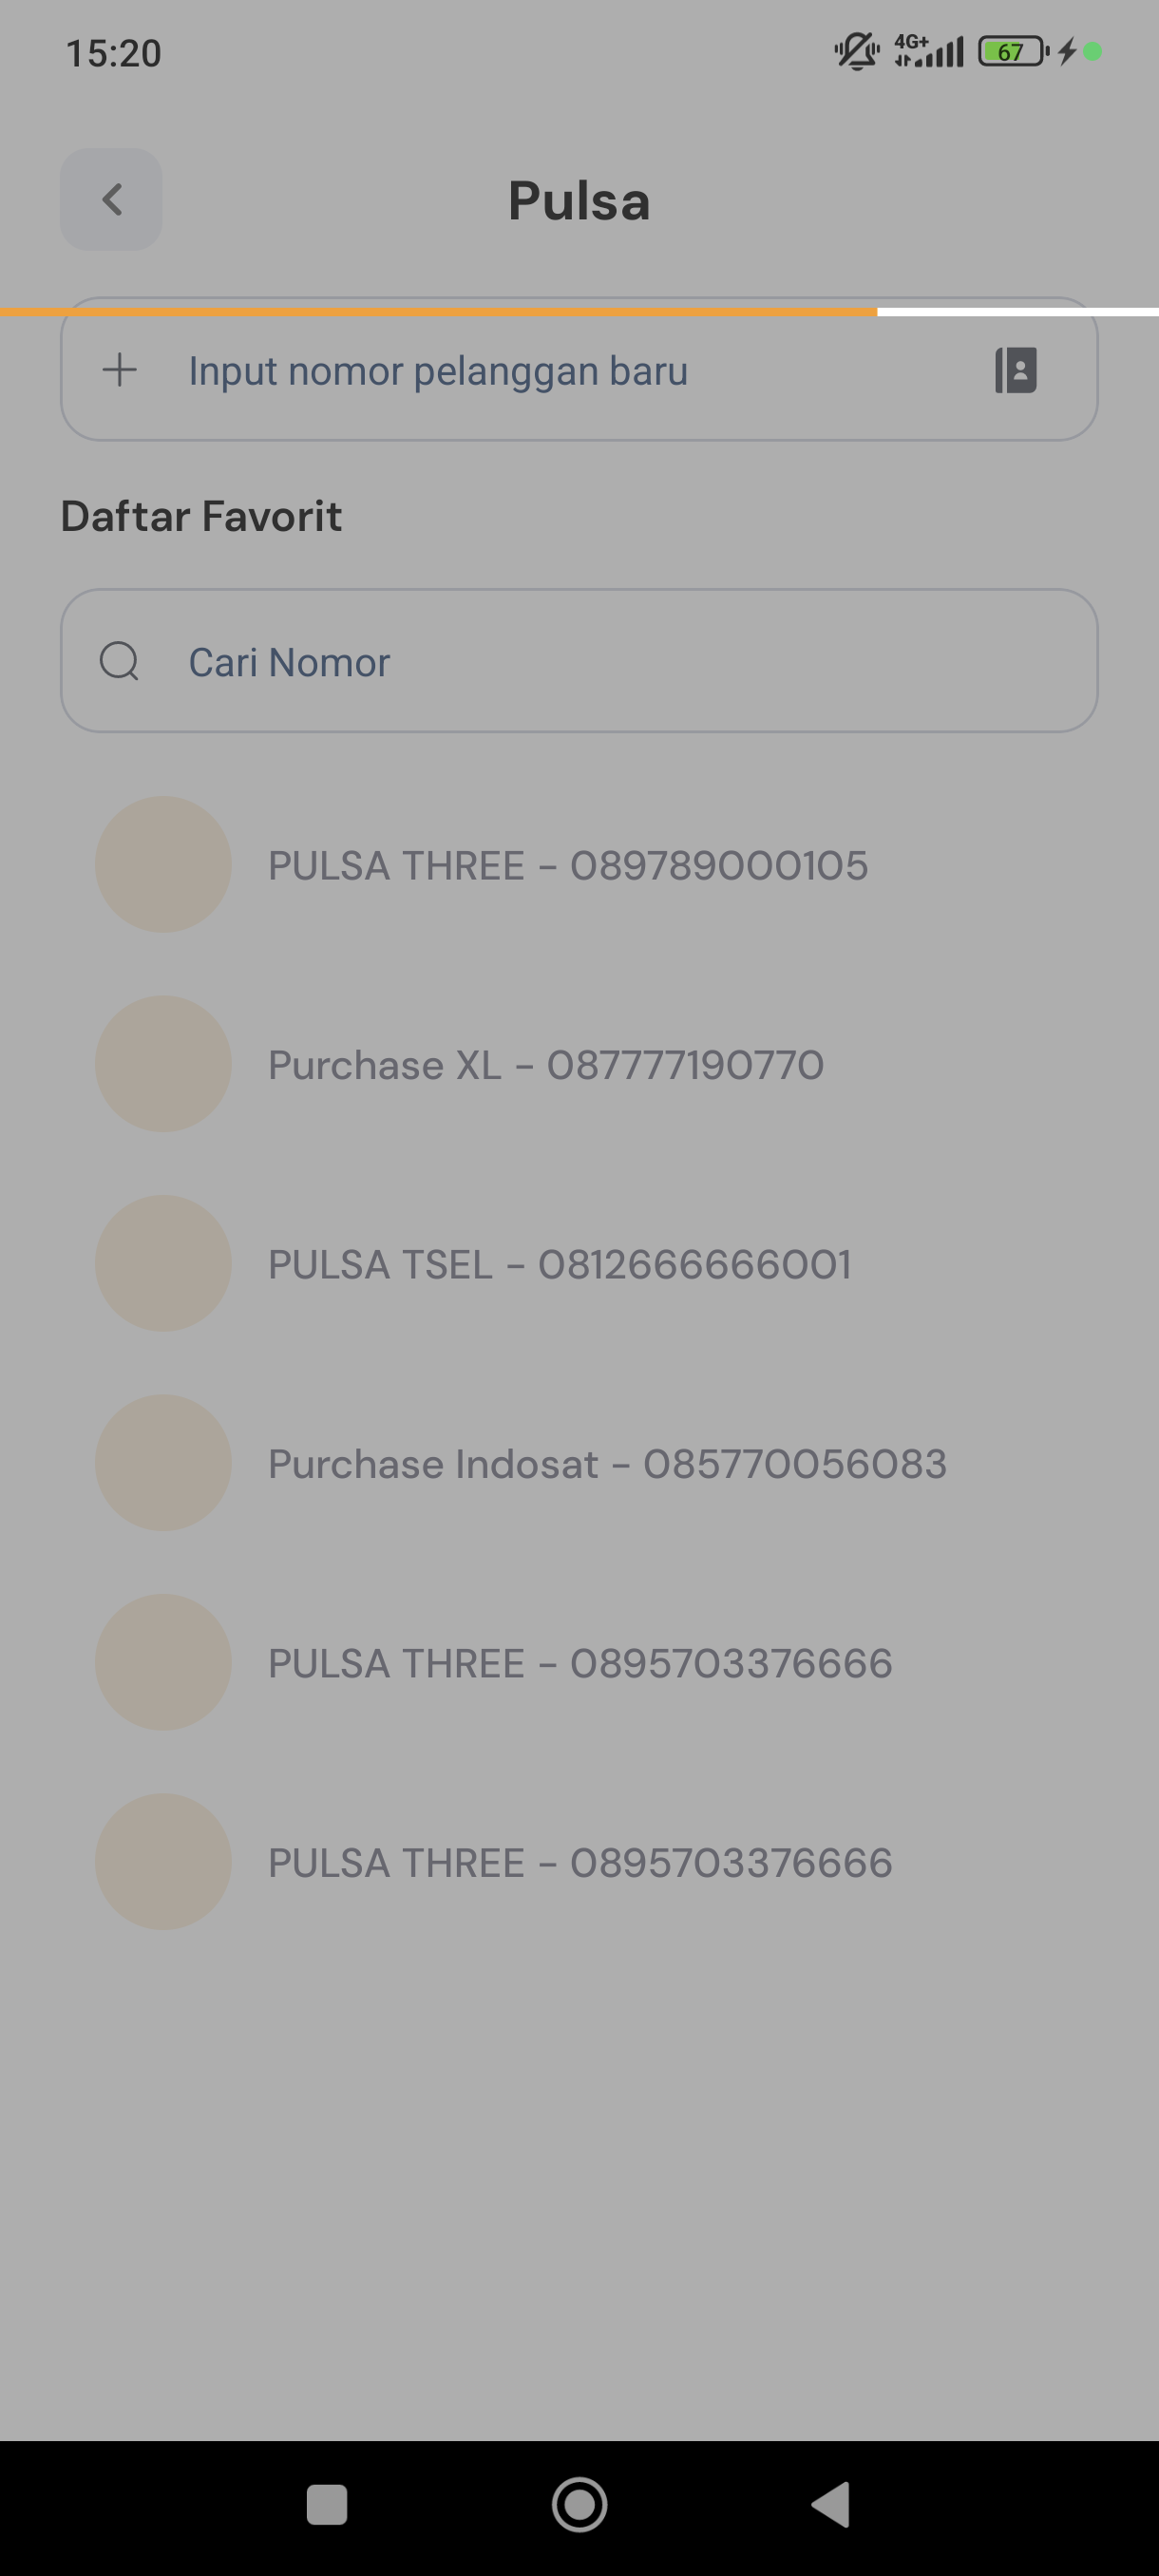 15:20
4G+
67
Pulsa
Input nomor pelanggan baru
Daftar Favorit
Cari Nomor
PULSA THREE - 089789000105
Purchase XL - 087777190770
PULSA TSEL - 0812666666001
Purchase Indosat - 085770056083
PULSA THREE - 0895703376666
PULSA THREE - 0895703376666